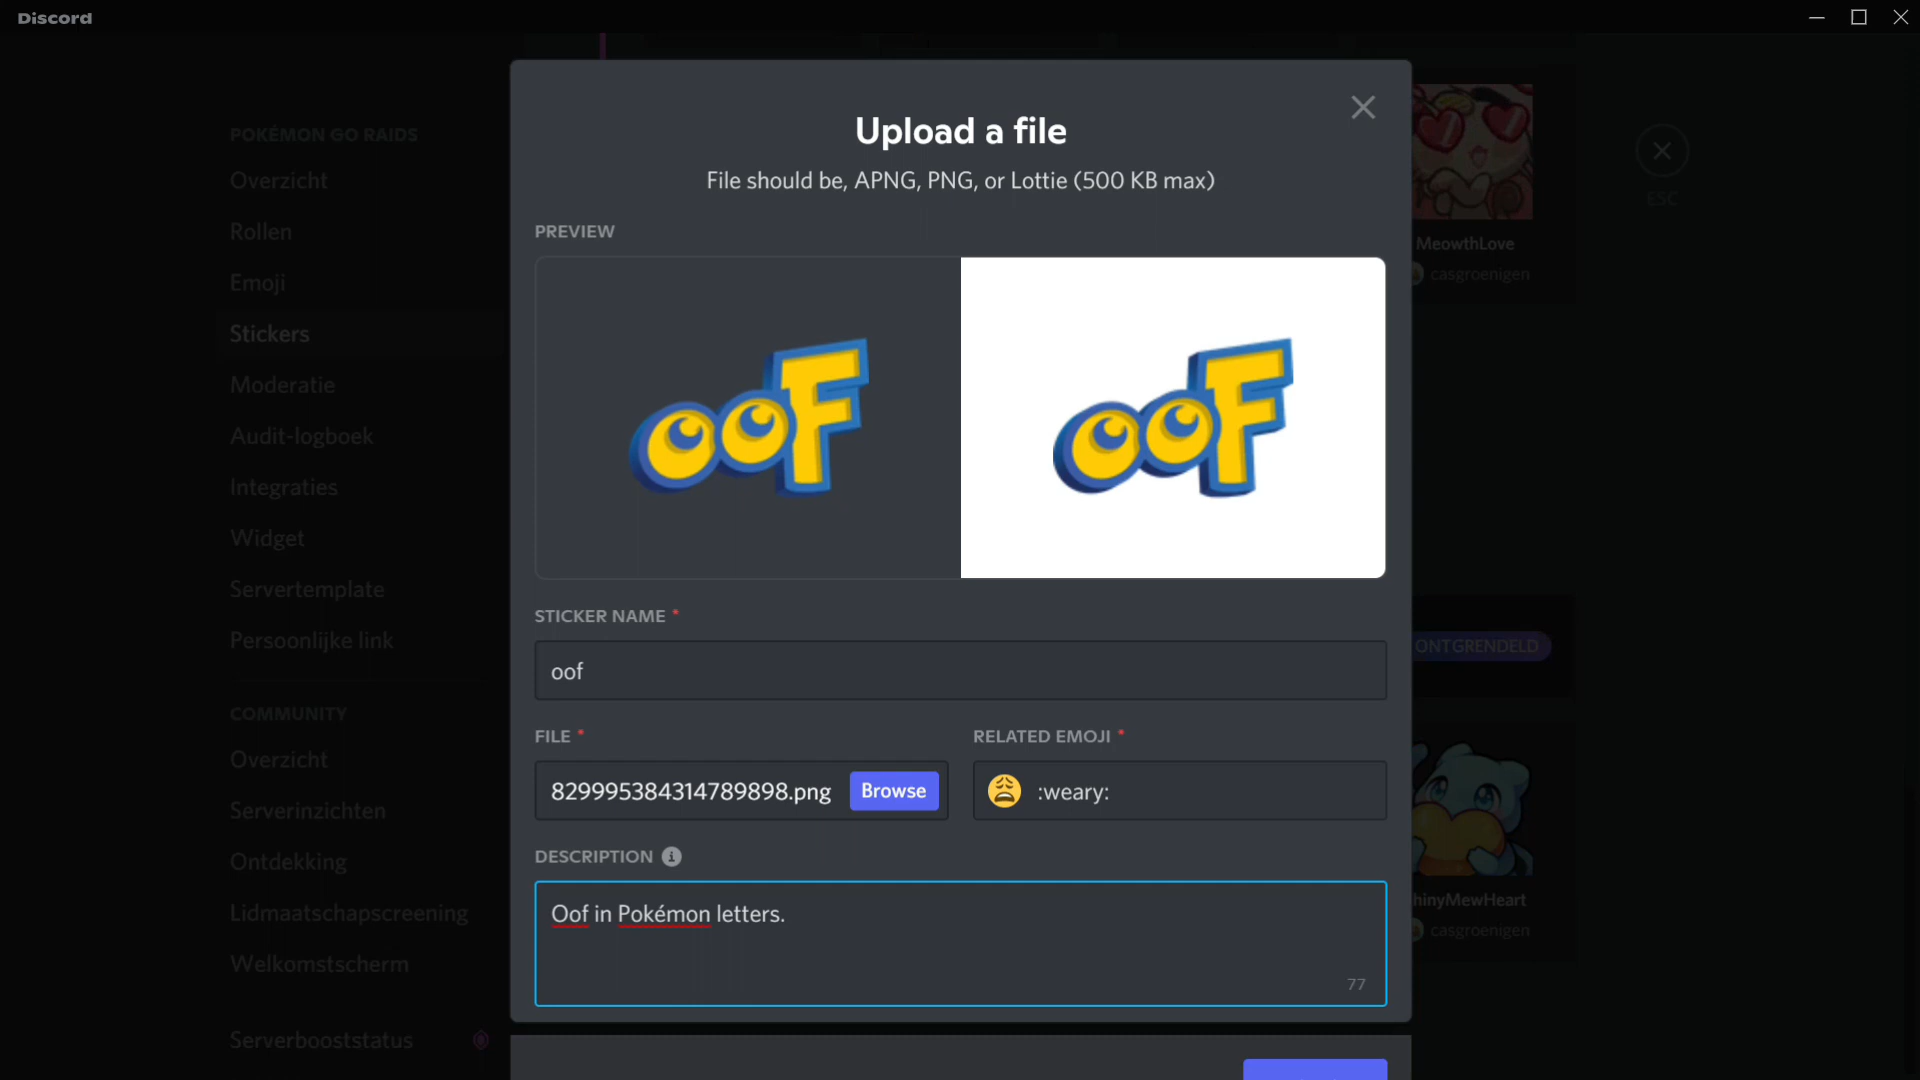 Discord
POKÉMON GO RAIDS
Overzicht
Rollen
Emoji
Stickers
Moderatie
Audit-logboek
Integraties
Widget
Servertemplate
Persoonlijke link
COMMUNITY
Overzicht
Serverinzichten
Ontdekking
Lidmaatschapscreening
Welkomstscherm
Serverbooststatus
Upload a file
File should be, APNG, PNG, or Lottie (500 KB max)
PREVIEW
ooF
ooF
STICKER NAME *
oof
FILE *
829995384314789898.png
Browse
RELATED EMOJI *
:weary:
DESCRIPTION
Oof in Pokémon letters.
77
MeowthLove
casgroenigen
ESC
ONTGRENDELD
hinyMewHeart
casgroenigen